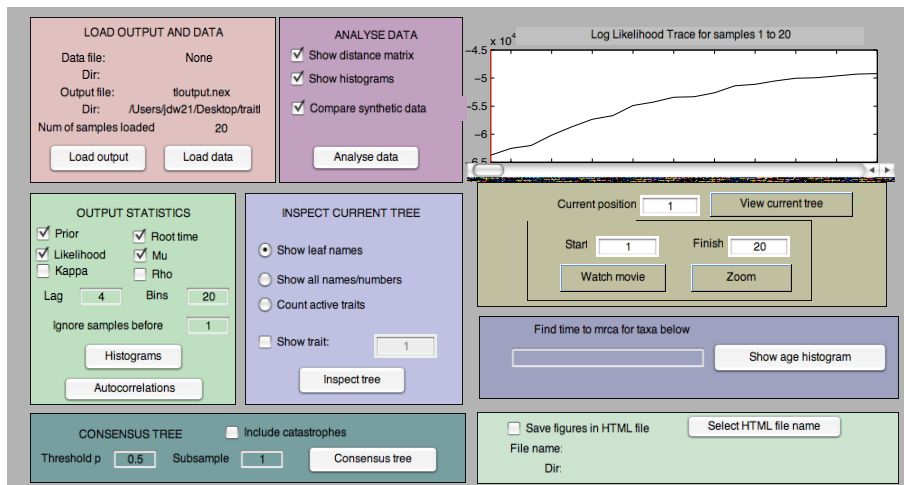 LOAD OUTPUT AND DATA
Data file: None
Dir:
Output file: tloutput.nex
Dir: /Users/jdw21/Desktop/traitl
Num of samples loaded 20
Load output Load data
ANALYSE DATA
Show distance matrix
Show histograms
Compare synthetic data
Analyse data
Log Likelihood Trace for samples 1 to 20
x 10^4
-4.5
-5
-5.5
-6
-6.5
OUTPUT STATISTICS
Prior Root time
Likelihood Mu
Kappa Rho
Lag 4 Bins 20
Ignore samples before 1
Histograms
Autocorrelations
INSPECT CURRENT TREE
Show leaf names
Show all names/numbers
Count active traits
Show trait: 1
Inspect tree
Current position 1 View current tree
Start 1 Finish 20
Watch movie Zoom
Find time to mrca for taxa below
Show age histogram
CONSENSUS TREE Include catastrophes
Threshold p 0.5 Subsample 1 Consensus tree
Save figures in HTML file Select HTML file name
File name:
Dir: